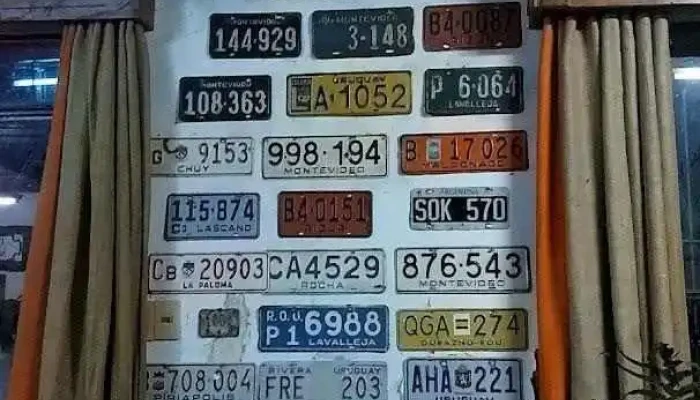 MONTEVIDEO
144·929
MONTEVIDEO
3·148
B4·0087
MONTEVIDEO
108·363
URUGUAY
A·1052
P 6·064
LAVALLEJA
G 9153
CHUY
998·194
MONTEVIDEO
B 17026
MALDONADO
115·874
LASCANO
B4·0151
SOK 570
CB 20903
LA PALOMA
CA4529
ROCHA
876·543
MONTEVIDEO
R.O.U.
P1 6988
LAVALLEJA
QGA=274
DURAZNO-ROU
708·004
PIRIAPOLIS
RIVERA URUGUAY
FRE 203
AHA 221
URUGUAY